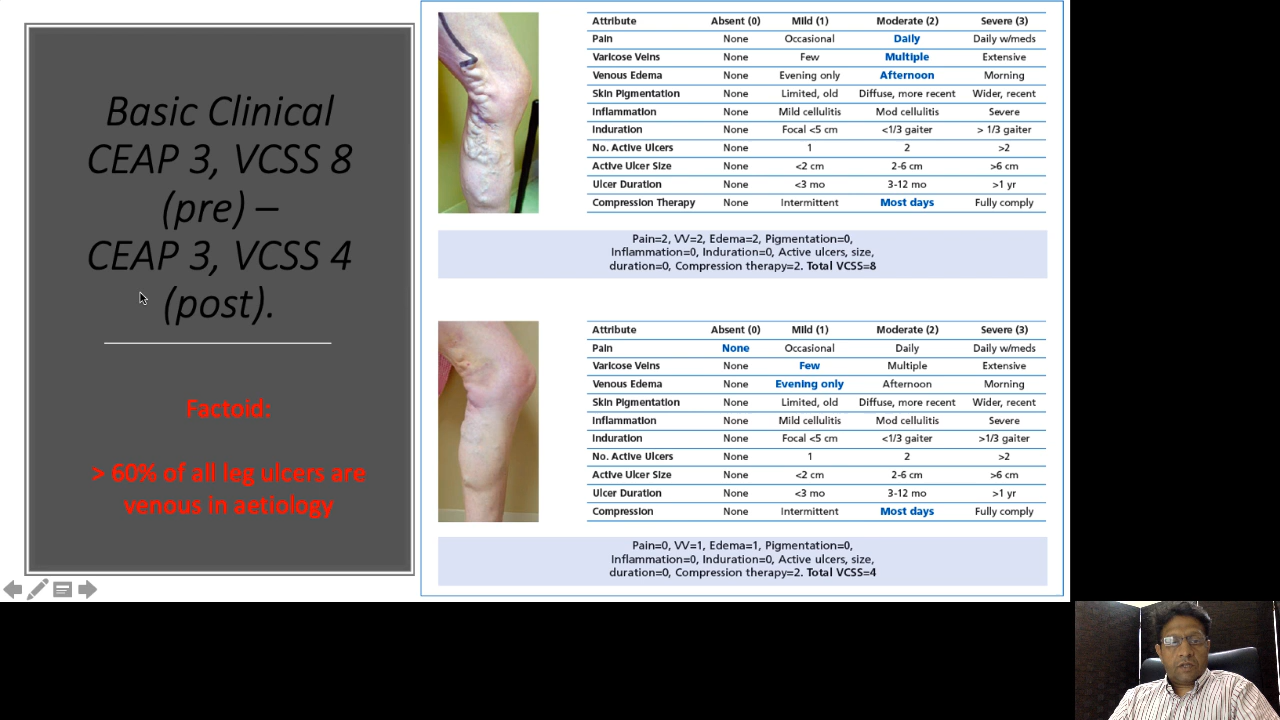 Basic Clinical
CEAP 3, VCSS 8
(pre) –
CEAP 3, VCSS 4
(post).
Factoid:
> 60% of all leg ulcers are
venous in aetiology
Attribute Absent (0) Mild (1) Moderate (2) Severe (3)
Pain None Occasional Daily Daily w/meds
Varicose Veins None Few Multiple Extensive
Venous Edema None Evening only Afternoon Morning
Skin Pigmentation None Limited, old Diffuse, more recent Wider, recent
Inflammation None Mild cellulitis Mod cellulitis Severe
Induration None Focal <5 cm <1/3 gaiter > 1/3 gaiter
No. Active Ulcers None 1 2 >2
Active Ulcer Size None <2 cm 2-6 cm >6 cm
Ulcer Duration None <3 mo 3-12 mo >1 yr
Compression Therapy None Intermittent Most days Fully comply
Pain=2, VV=2, Edema=2, Pigmentation=0,
Inflammation=0, Induration=0, Active ulcers, size,
duration=0, Compression therapy=2. Total VCSS=8
Attribute Absent (0) Mild (1) Moderate (2) Severe (3)
Pain None Occasional Daily Daily w/meds
Varicose Veins None Few Multiple Extensive
Venous Edema None Evening only Afternoon Morning
Skin Pigmentation None Limited, old Diffuse, more recent Wider, recent
Inflammation None Mild cellulitis Mod cellulitis Severe
Induration None Focal <5 cm <1/3 gaiter >1/3 gaiter
No. Active Ulcers None 1 2 >2
Active Ulcer Size None <2 cm 2-6 cm >6 cm
Ulcer Duration None <3 mo 3-12 mo >1 yr
Compression None Intermittent Most days Fully comply
Pain=0, VV=1, Edema=1, Pigmentation=0,
Inflammation=0, Induration=0, Active ulcers, size,
duration=0, Compression therapy=2. Total VCSS=4